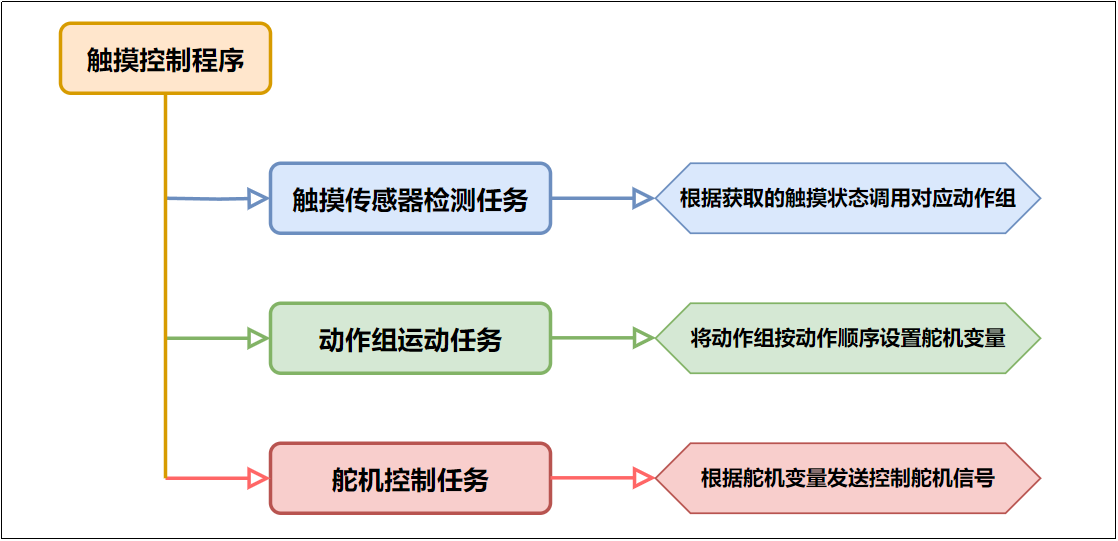 触摸控制程序
触摸传感器检测任务
根据获取的触摸状态调用对应动作组
动作组运动任务
将动作组按动作顺序设置舵机变量
舵机控制任务
根据舵机变量发送控制舵机信号